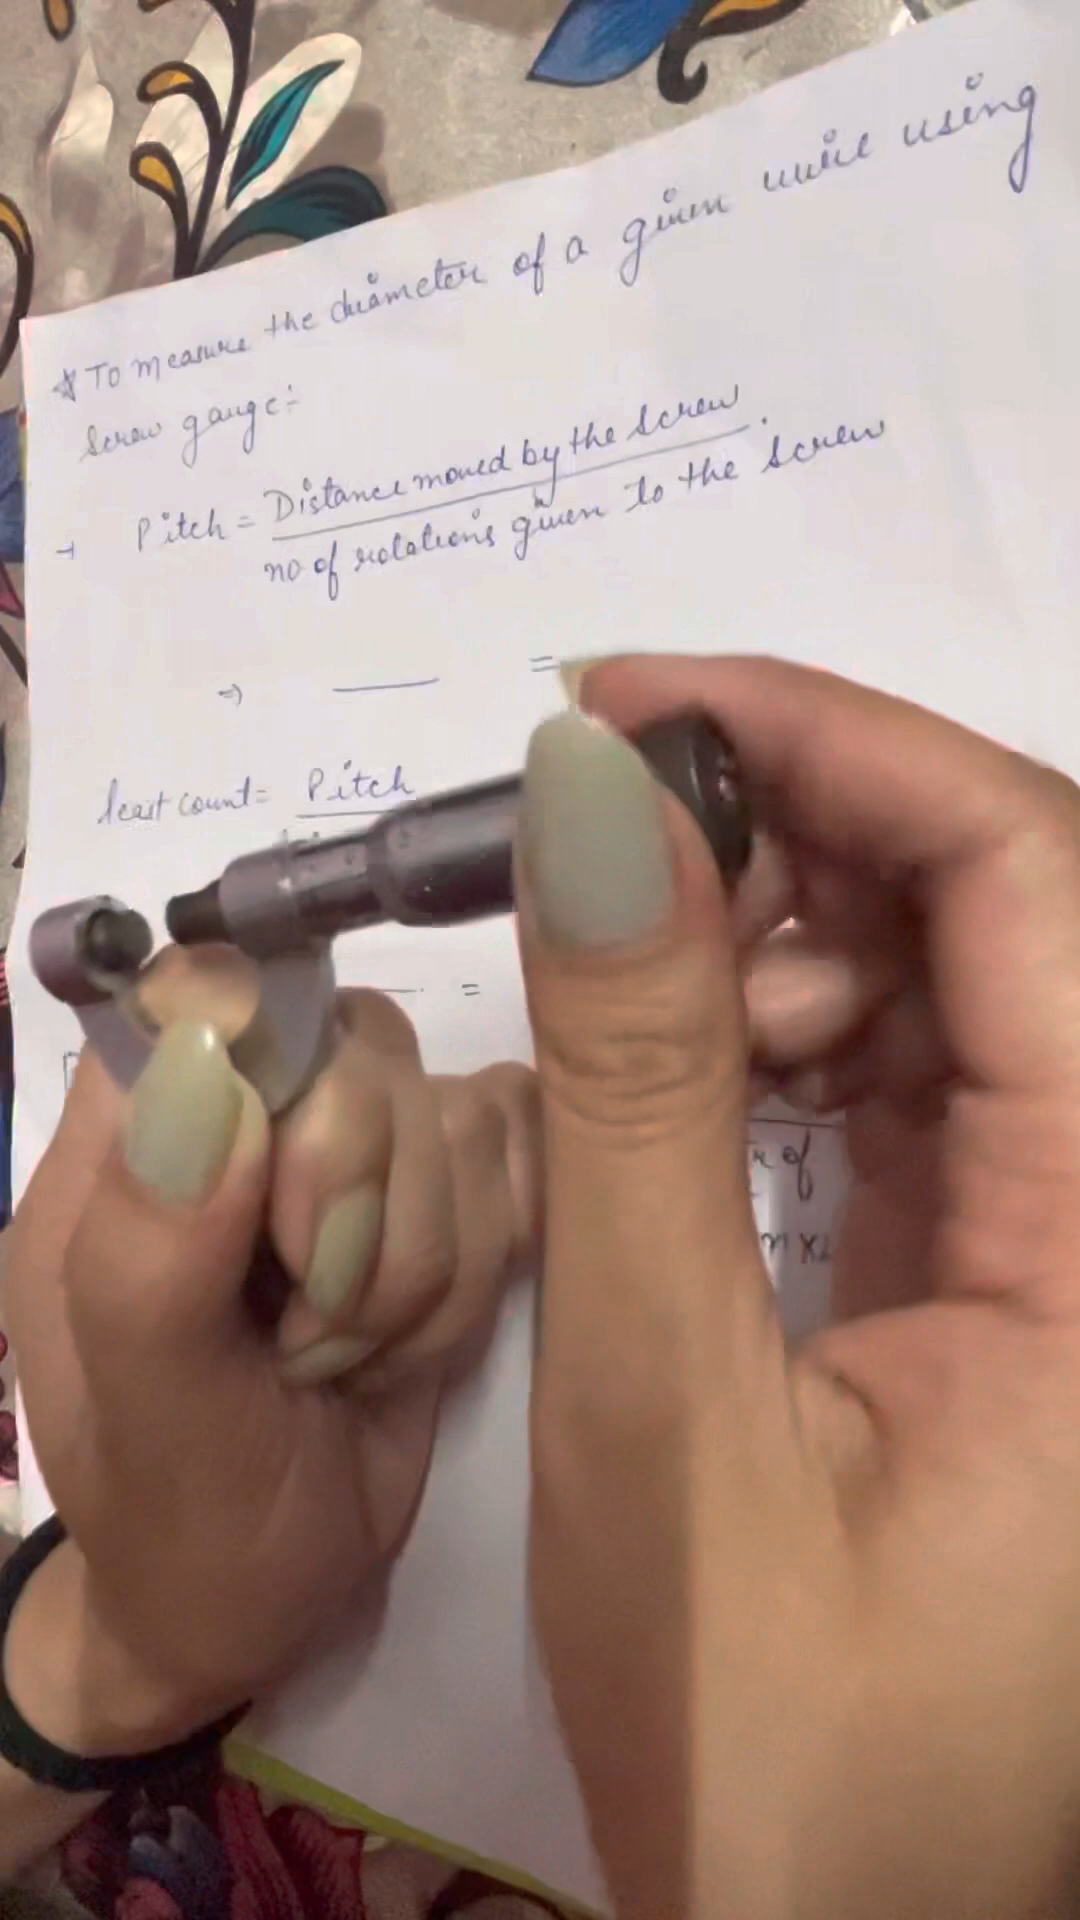 * To measure the diameter of a given wire using
Screw gauge:-
→ Pitch = Distance moved by the screw
no of rotations given to the screw
⇒ —— =
least count = Pitch
=
of
n x